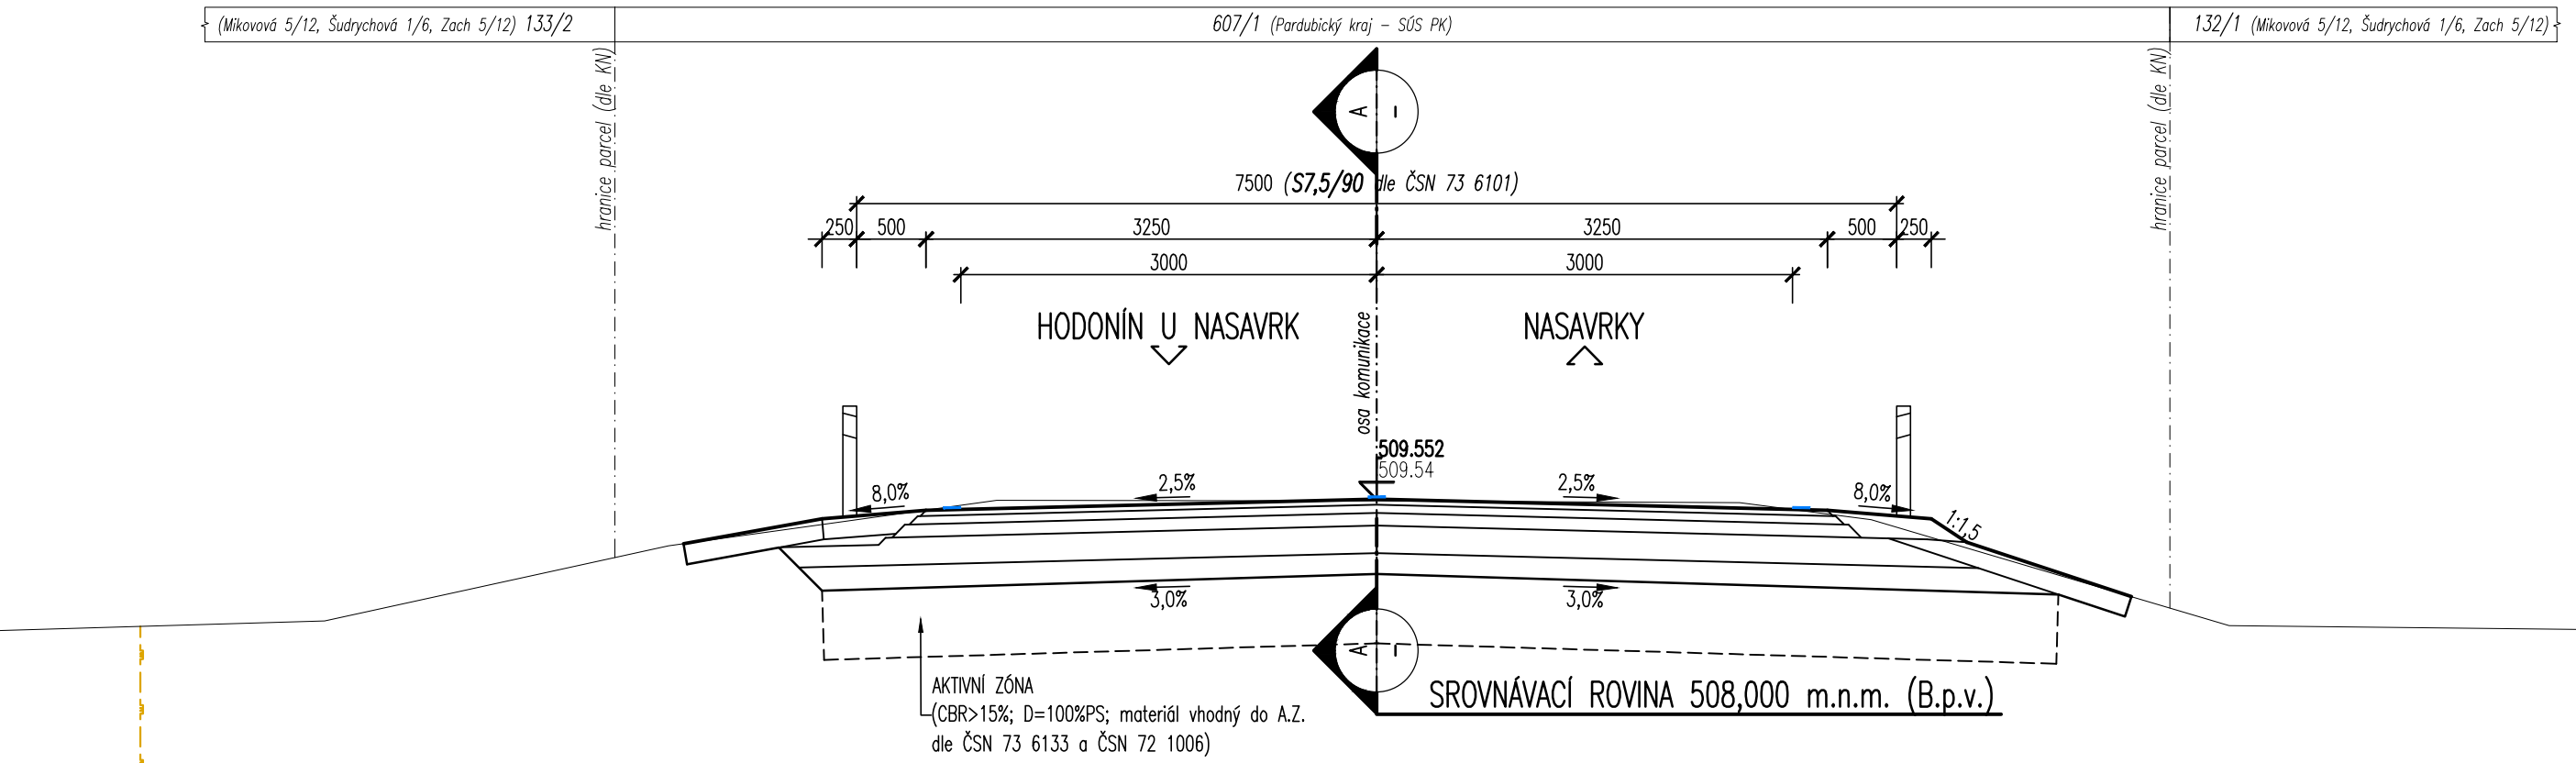 (Mikovová 5/12, Šudrychová 1/6, Zach 5/12) 133/2
607/1 (Pardubický kraj – SÚS PK)
132/1 (Mikovová 5/12, Šudrychová 1/6, Zach 5/12)
hranice parcel (dle KN)
hranice parcel (dle KN)
A
–
7500 (S7,5/90 dle ČSN 73 6101)
250 500 3250 3250 500 250
3000 3000
HODONÍN U NASAVRK
NASAVRKY
osa komunikace
509.552
509.54
8,0% 2,5% 2,5% 8,0%
1:1,5
3,0% 3,0%
A
–
AKTIVNÍ ZÓNA
(CBR>15%; D=100%PS; materiál vhodný do A.Z.
dle ČSN 73 6133 a ČSN 72 1006)
SROVNÁVACÍ ROVINA 508,000 m.n.m. (B.p.v.)